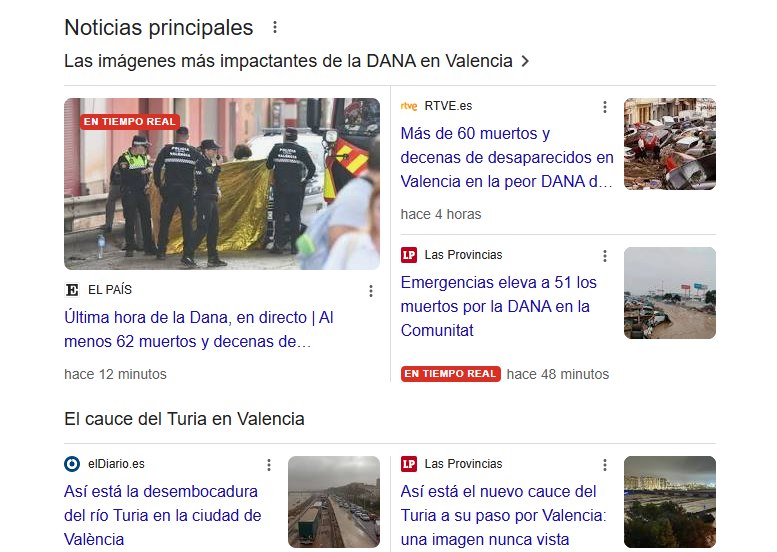 Noticias principales
Las imágenes más impactantes de la DANA en Valencia
EN TIEMPO REAL
POLICIA
VALENCIA
EL PAÍS
Última hora de la Dana, en directo | Al
menos 62 muertos y decenas de…
hace 12 minutos
rtve RTVE.es
Más de 60 muertos y
decenas de desaparecidos en
Valencia en la peor DANA d…
hace 4 horas
LP Las Provincias
Emergencias eleva a 51 los
muertos por la DANA en la
Comunitat
EN TIEMPO REAL hace 48 minutos
El cauce del Turia en Valencia
elDiario.es
Así está la desembocadura
del río Turia en la ciudad de
València
LP Las Provincias
Así está el nuevo cauce del
Turia a su paso por Valencia:
una imagen nunca vista